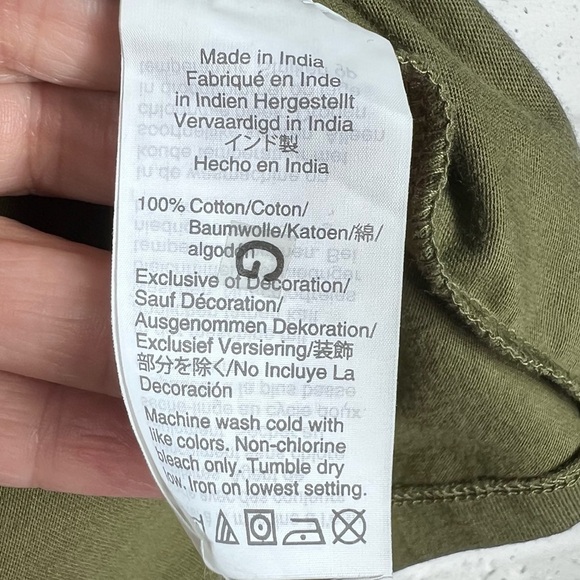 Made in India
Fabriqué en Inde
in Indien Hergestellt
Vervaardigd in India
インド製
Hecho en India
100% Cotton/Coton/
Baumwolle/Katoen/綿/
algodón
G
Exclusive of Decoration/
Sauf Décoration/
Ausgenommen Dekoration/
Exclusief Versiering/装飾
部分を除く/No Incluye La
Decoración
Machine wash cold with
like colors. Non-chlorine
bleach only. Tumble dry
low. Iron on lowest setting.